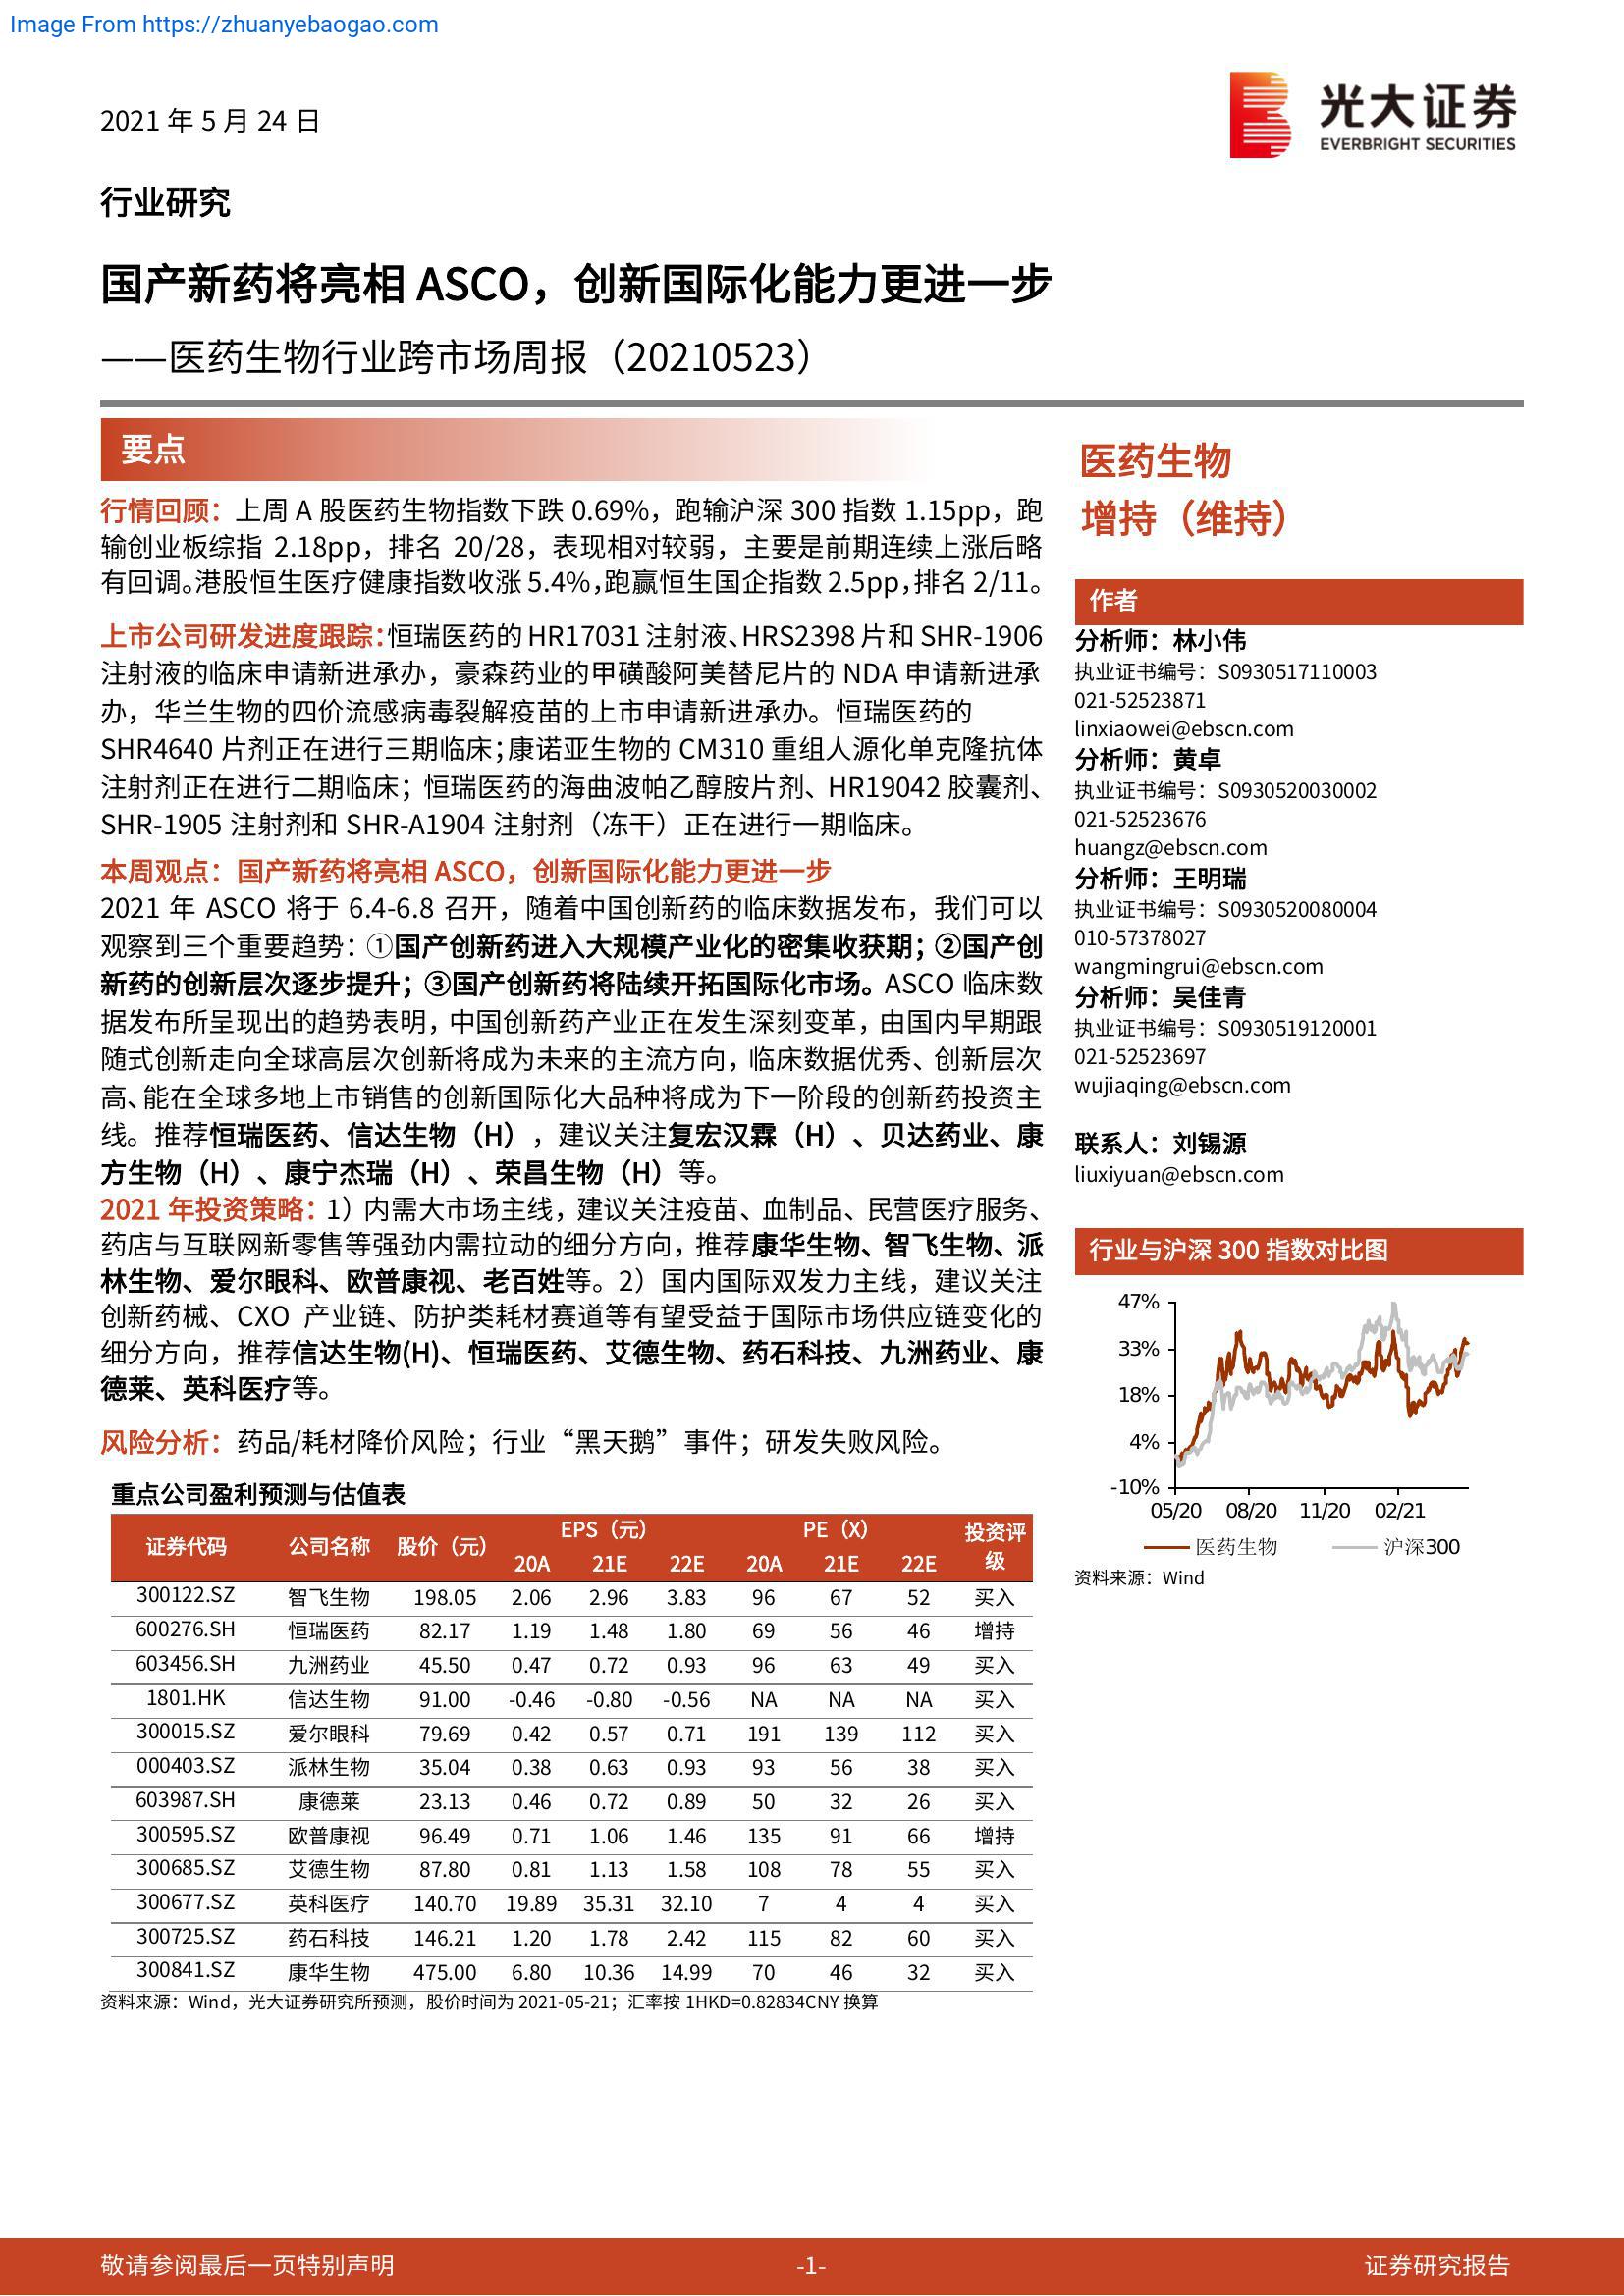 Image From https://zhuanyebaogao.com
2021 年 5 月 24 日
光大证券
EVERBRIGHT SECURITIES
行业研究
国产新药将亮相 ASCO，创新国际化能力更进一步
——医药生物行业跨市场周报（20210523）
要点
行情回顾：上周 A 股医药生物指数下跌 0.69%，跑输沪深 300 指数 1.15pp，跑
输创业板综指 2.18pp，排名 20/28，表现相对较弱，主要是前期连续上涨后略
有回调。港股恒生医疗健康指数收涨 5.4%，跑赢恒生国企指数 2.5pp，排名 2/11。
上市公司研发进度跟踪：恒瑞医药的 HR17031 注射液、HRS2398 片和 SHR-1906
注射液的临床申请新进承办，豪森药业的甲磺酸阿美替尼片的 NDA 申请新进承
办，华兰生物的四价流感病毒裂解疫苗的上市申请新进承办。恒瑞医药的
SHR4640 片剂正在进行三期临床；康诺亚生物的 CM310 重组人源化单克隆抗体
注射剂正在进行二期临床；恒瑞医药的海曲波帕乙醇胺片剂、HR19042 胶囊剂、
SHR-1905 注射剂和 SHR-A1904 注射剂（冻干）正在进行一期临床。
本周观点：国产新药将亮相 ASCO，创新国际化能力更进一步
2021 年 ASCO 将于 6.4-6.8 召开，随着中国创新药的临床数据发布，我们可以
观察到三个重要趋势：①国产创新药进入大规模产业化的密集收获期；②国产创
新药的创新层次逐步提升；③国产创新药将陆续开拓国际化市场。ASCO 临床数
据发布所呈现出的趋势表明，中国创新药产业正在发生深刻变革，由国内早期跟
随式创新走向全球高层次创新将成为未来的主流方向，临床数据优秀、创新层次
高、能在全球多地上市销售的创新国际化大品种将成为下一阶段的创新药投资主
线。推荐恒瑞医药、信达生物（H），建议关注复宏汉霖（H）、贝达药业、康
方生物（H）、康宁杰瑞（H）、荣昌生物（H）等。
2021 年投资策略：1）内需大市场主线，建议关注疫苗、血制品、民营医疗服务、
药店与互联网新零售等强劲内需拉动的细分方向，推荐康华生物、智飞生物、派
林生物、爱尔眼科、欧普康视、老百姓等。2）国内国际双发力主线，建议关注
创新药械、CXO 产业链、防护类耗材赛道等有望受益于国际市场供应链变化的
细分方向，推荐信达生物(H)、恒瑞医药、艾德生物、药石科技、九洲药业、康
德莱、英科医疗等。
风险分析：药品/耗材降价风险；行业“黑天鹅”事件；研发失败风险。
重点公司盈利预测与估值表
证券代码 公司名称 股价（元） EPS（元） PE（X） 投资评级
20A 21E 22E 20A 21E 22E
300122.SZ 智飞生物 198.05 2.06 2.96 3.83 96 67 52 买入
600276.SH 恒瑞医药 82.17 1.19 1.48 1.80 69 56 46 增持
603456.SH 九洲药业 45.50 0.47 0.72 0.93 96 63 49 买入
1801.HK 信达生物 91.00 -0.46 -0.80 -0.56 NA NA NA 买入
300015.SZ 爱尔眼科 79.69 0.42 0.57 0.71 191 139 112 买入
000403.SZ 派林生物 35.04 0.38 0.63 0.93 93 56 38 买入
603987.SH 康德莱 23.13 0.46 0.72 0.89 50 32 26 买入
300595.SZ 欧普康视 96.49 0.71 1.06 1.46 135 91 66 增持
300685.SZ 艾德生物 87.80 0.81 1.13 1.58 108 78 55 买入
300677.SZ 英科医疗 140.70 19.89 35.31 32.10 7 4 4 买入
300725.SZ 药石科技 146.21 1.20 1.78 2.42 115 82 60 买入
300841.SZ 康华生物 475.00 6.80 10.36 14.99 70 46 32 买入
资料来源：Wind，光大证券研究所预测，股价时间为 2021-05-21；汇率按 1HKD=0.82834CNY 换算
医药生物
增持（维持）
作者
分析师：林小伟
执业证书编号：S0930517110003
021-52523871
linxiaowei@ebscn.com
分析师：黄卓
执业证书编号：S0930520030002
021-52523676
huangz@ebscn.com
分析师：王明瑞
执业证书编号：S0930520080004
010-57378027
wangmingrui@ebscn.com
分析师：吴佳青
执业证书编号：S0930519120001
021-52523697
wujiaqing@ebscn.com
联系人：刘锡源
liuxiyuan@ebscn.com
行业与沪深 300 指数对比图
47%
33%
18%
4%
-10%
05/20 08/20 11/20 02/21
医药生物 沪深300
资料来源：Wind
敬请参阅最后一页特别声明 -1- 证券研究报告